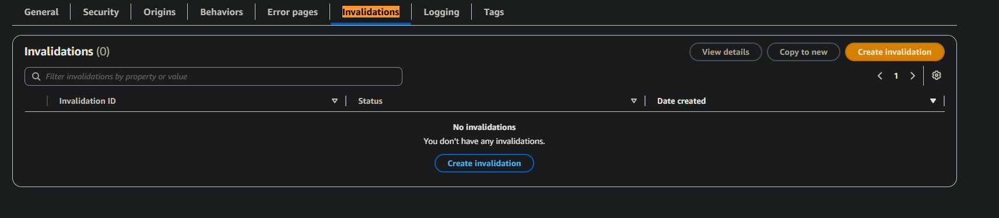 General
Security
Origins
Behaviors
Error pages
Invalidations
Logging
Tags
Invalidations (0)
View details
Copy to new
Create invalidation
Filter invalidations by property or value
1
Invalidation ID
Status
Date created
No invalidations
You don't have any invalidations.
Create invalidation